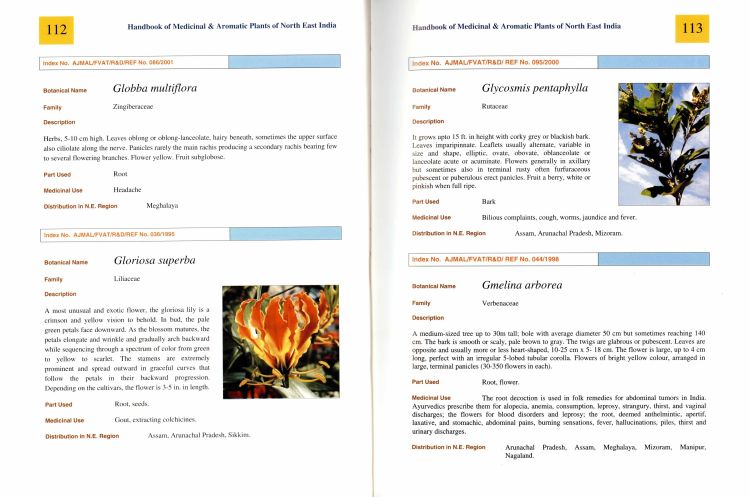 112
Handbook of Medicinal & Aromatic Plants of North East India
Index No. AJMAL/FVAT/R&D/REF No. 086/2001
Botanical Name Globba multiflora
Family Zingiberaceae
Description
Herbs, 5-10 cm high. Leaves oblong or oblong-lanceolate, hairy beneath, sometimes the upper surface
also ciliolate along the nerve. Panicles rarely the main rachis producing a secondary rachis bearing few
to several flowering branches. Flower yellow. Fruit subglobose.
Part Used Root
Medicinal Use Headache
Distribution in N.E. Region Meghalaya
Index No. AJMAL/FVAT/R&D/REF No. 036/1995
Botanical Name Gloriosa superba
Family Liliaceae
Description
A most unusual and exotic flower, the gloriosa lily is a
crimson and yellow vision to behold. In bud, the pale
green petals face downward. As the blossom matures, the
petals elongate and wrinkle and gradually arch backward
while sequencing through a spectrum of color from green
to yellow to scarlet. The stamens are extremely
prominent and spread outward in graceful curves that
follow the petals in their backward progression.
Depending on the cultivars, the flower is 3-5 in. in length.
Part Used Root, seeds.
Medicinal Use Gout, extracting colchicines.
Distribution in N.E. Region Assam, Arunachal Pradesh, Sikkim.
Handbook of Medicinal & Aromatic Plants of North East India
113
Index No. AJMAL/FVAT/R&D/ REF No. 095/2000
Botanical Name Glycosmis pentaphylla
Family Rutaceae
Description
It grows upto 15 ft. in height with corky grey or blackish bark.
Leaves imparipinnate. Leaflets usually alternate, variable in
size and shape, elliptic, ovate, obovate, oblanceolate or
lanceolate acute or acuminate. Flowers generally in axillary
but sometimes also in terminal rusty often furfuraceous
pubescent or puberulous erect panicles. Fruit a berry, white or
pinkish when full ripe.
Part Used Bark
Medicinal Use Bilious complaints, cough, worms, jaundice and fever.
Distribution in N.E. Region Assam, Arunachal Pradesh, Mizoram.
Index No. AJMAL/FVAT/R&D/ REF No. 044/1998
Botanical Name Gmelina arborea
Family Verbenaceae
Description
A medium-sized tree up to 30m tall; bole with average diameter 50 cm but sometimes reaching 140
cm. The bark is smooth or scaly, pale brown to gray. The twigs are glabrous or pubescent. Leaves are
opposite and usually more or less heart-shaped, 10-25 cm x 5- 18 cm. The flower is large, up to 4 cm
long, perfect with an irregular 5-lobed tubular corolla. Flowers of bright yellow colour, arranged in
large, terminal panicles (30-350 flowers in each).
Part Used Root, flower.
Medicinal Use The root decoction is used in folk remedies for abdominal tumors in India.
Ayurvedics prescribe them for alopecia, anemia, consumption, leprosy, strangury, thirst, and vaginal
discharges; the flowers for blood disorders and leprosy; the root, deemed anthelmintic, apertif,
laxative, and stomachic, abdominal pains, burning sensations, fever, hallucinations, piles, thirst and
urinary discharges.
Distribution in N.E. Region Arunachal Pradesh, Assam, Meghalaya, Mizoram, Manipur,
Nagaland.